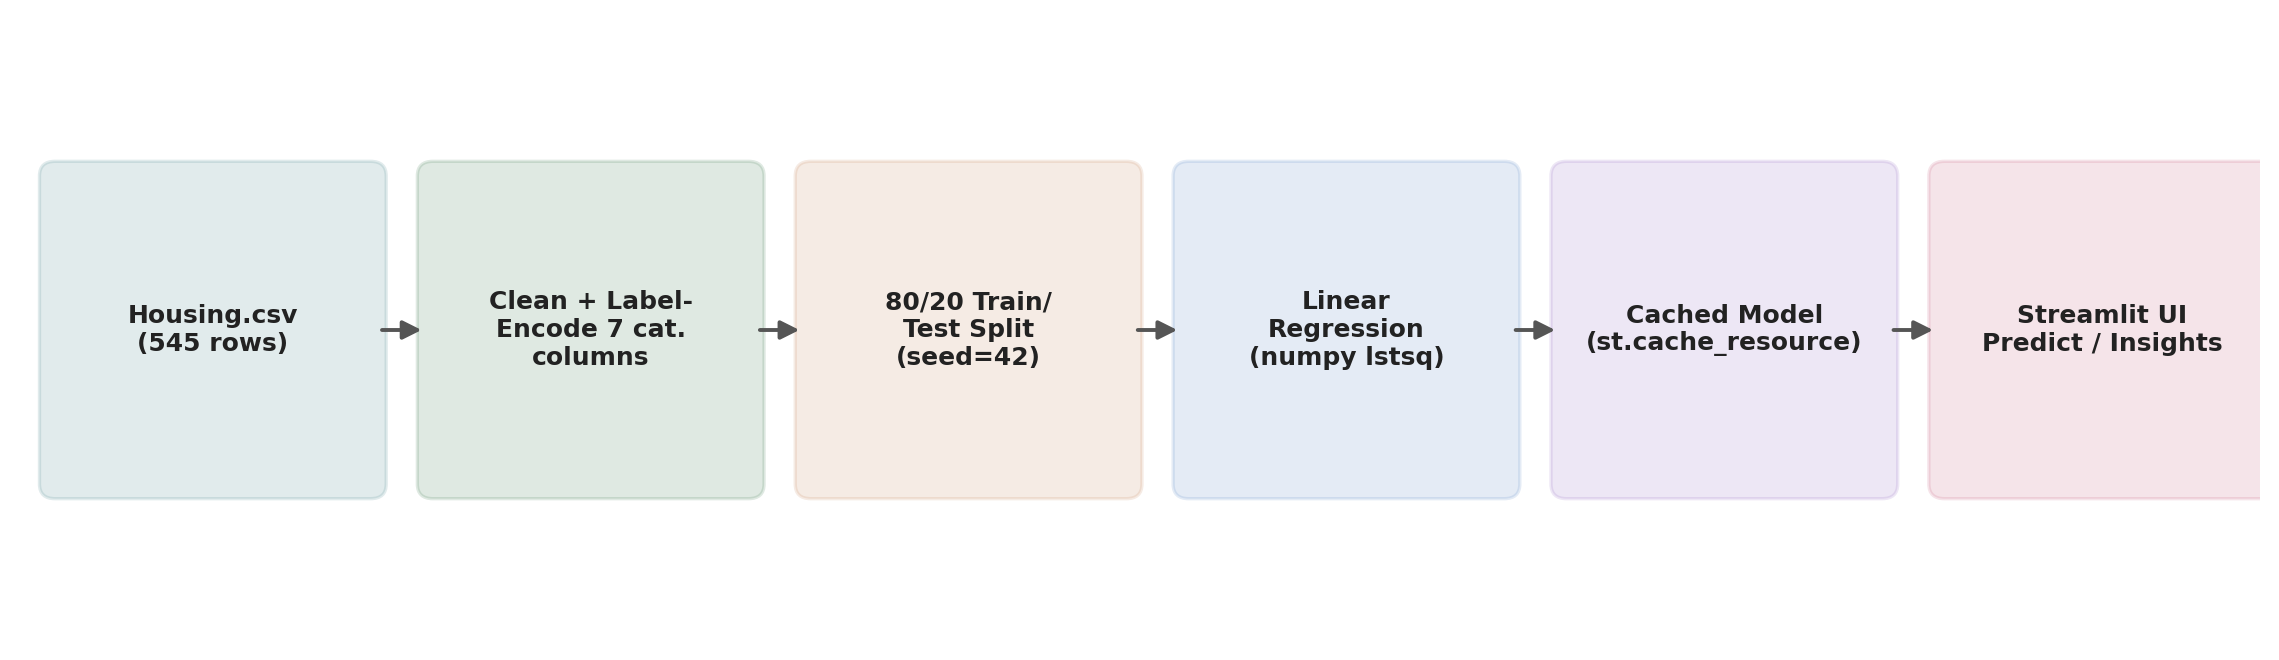 Housing.csv
(545 rows)
Clean + Label-
Encode 7 cat.
columns
80/20 Train/
Test Split
(seed=42)
Linear
Regression
(numpy lstsq)
Cached Model
(st.cache_resource)
Streamlit UI
Predict / Insights